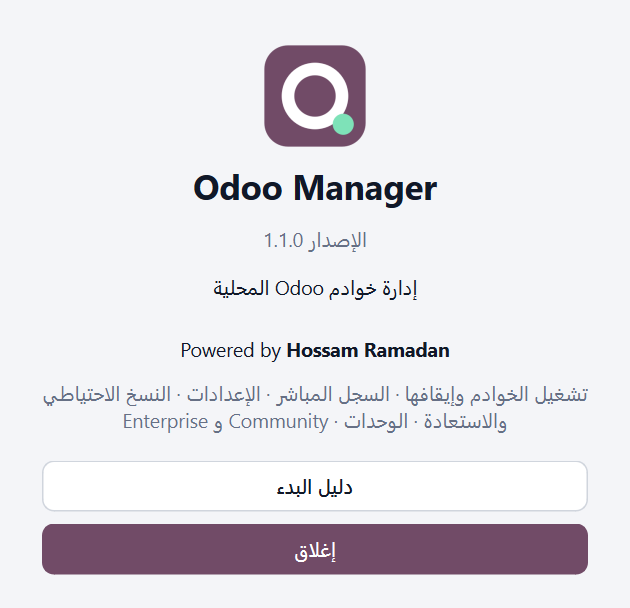 Odoo Manager
الإصدار 1.1.0
إدارة خوادم Odoo المحلية
Powered by Hossam Ramadan
تشغيل الخوادم وإيقافها · السجل المباشر · الإعدادات · النسخ الاحتياطي
والاستعادة · الوحدات · Community و Enterprise
دليل البدء
إغلاق